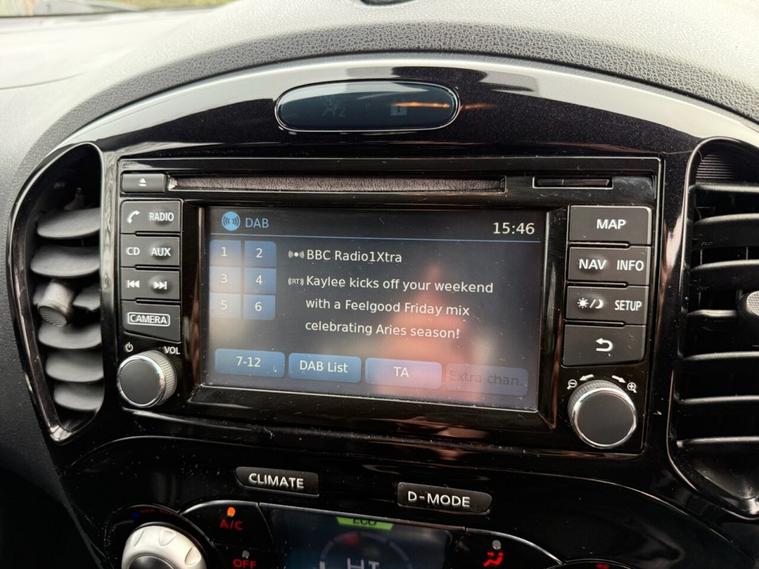 DAB
15:46
1 2
BBC Radio1Xtra
3 4
(RT) Kaylee kicks off your weekend
with a Feelgood Friday mix
5 6
celebrating Aries season!
7-12 DAB List TA Extra chan.
RADIO
CD AUX
CAMERA
VOL
MAP
NAV INFO
SETUP
CLIMATE
D-MODE
A/C
OFF
ECO
HI